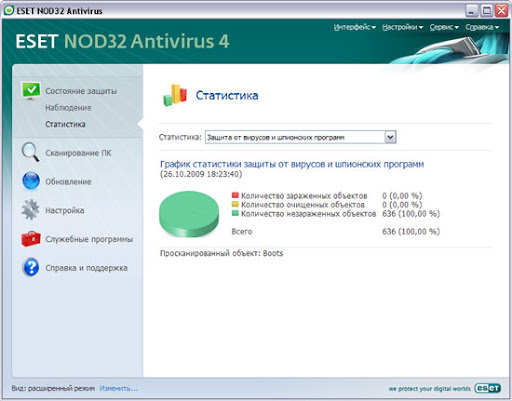 ESET NOD32 Antivirus
ESET NOD32 Antivirus 4
Интерфейс Настройки Сервис Справка
Состояние защиты
Наблюдение
Статистика
Сканирование ПК
Обновление
Настройка
Служебные программы
Справка и поддержка
Статистика
Статистика: Защита от вирусов и шпионских программ
График статистики защиты от вирусов и шпионских программ
(26.10.2009 18:23:40)
Количество зараженных объектов 0 (0,00 %)
Количество очищенных объектов 0 (0,00 %)
Количество незараженных объектов 636 (100,00 %)
Всего 636 (100,00 %)
Просканированный объект: Boots
Вид: расширенный режим Изменить...
we protect your digital worlds eset